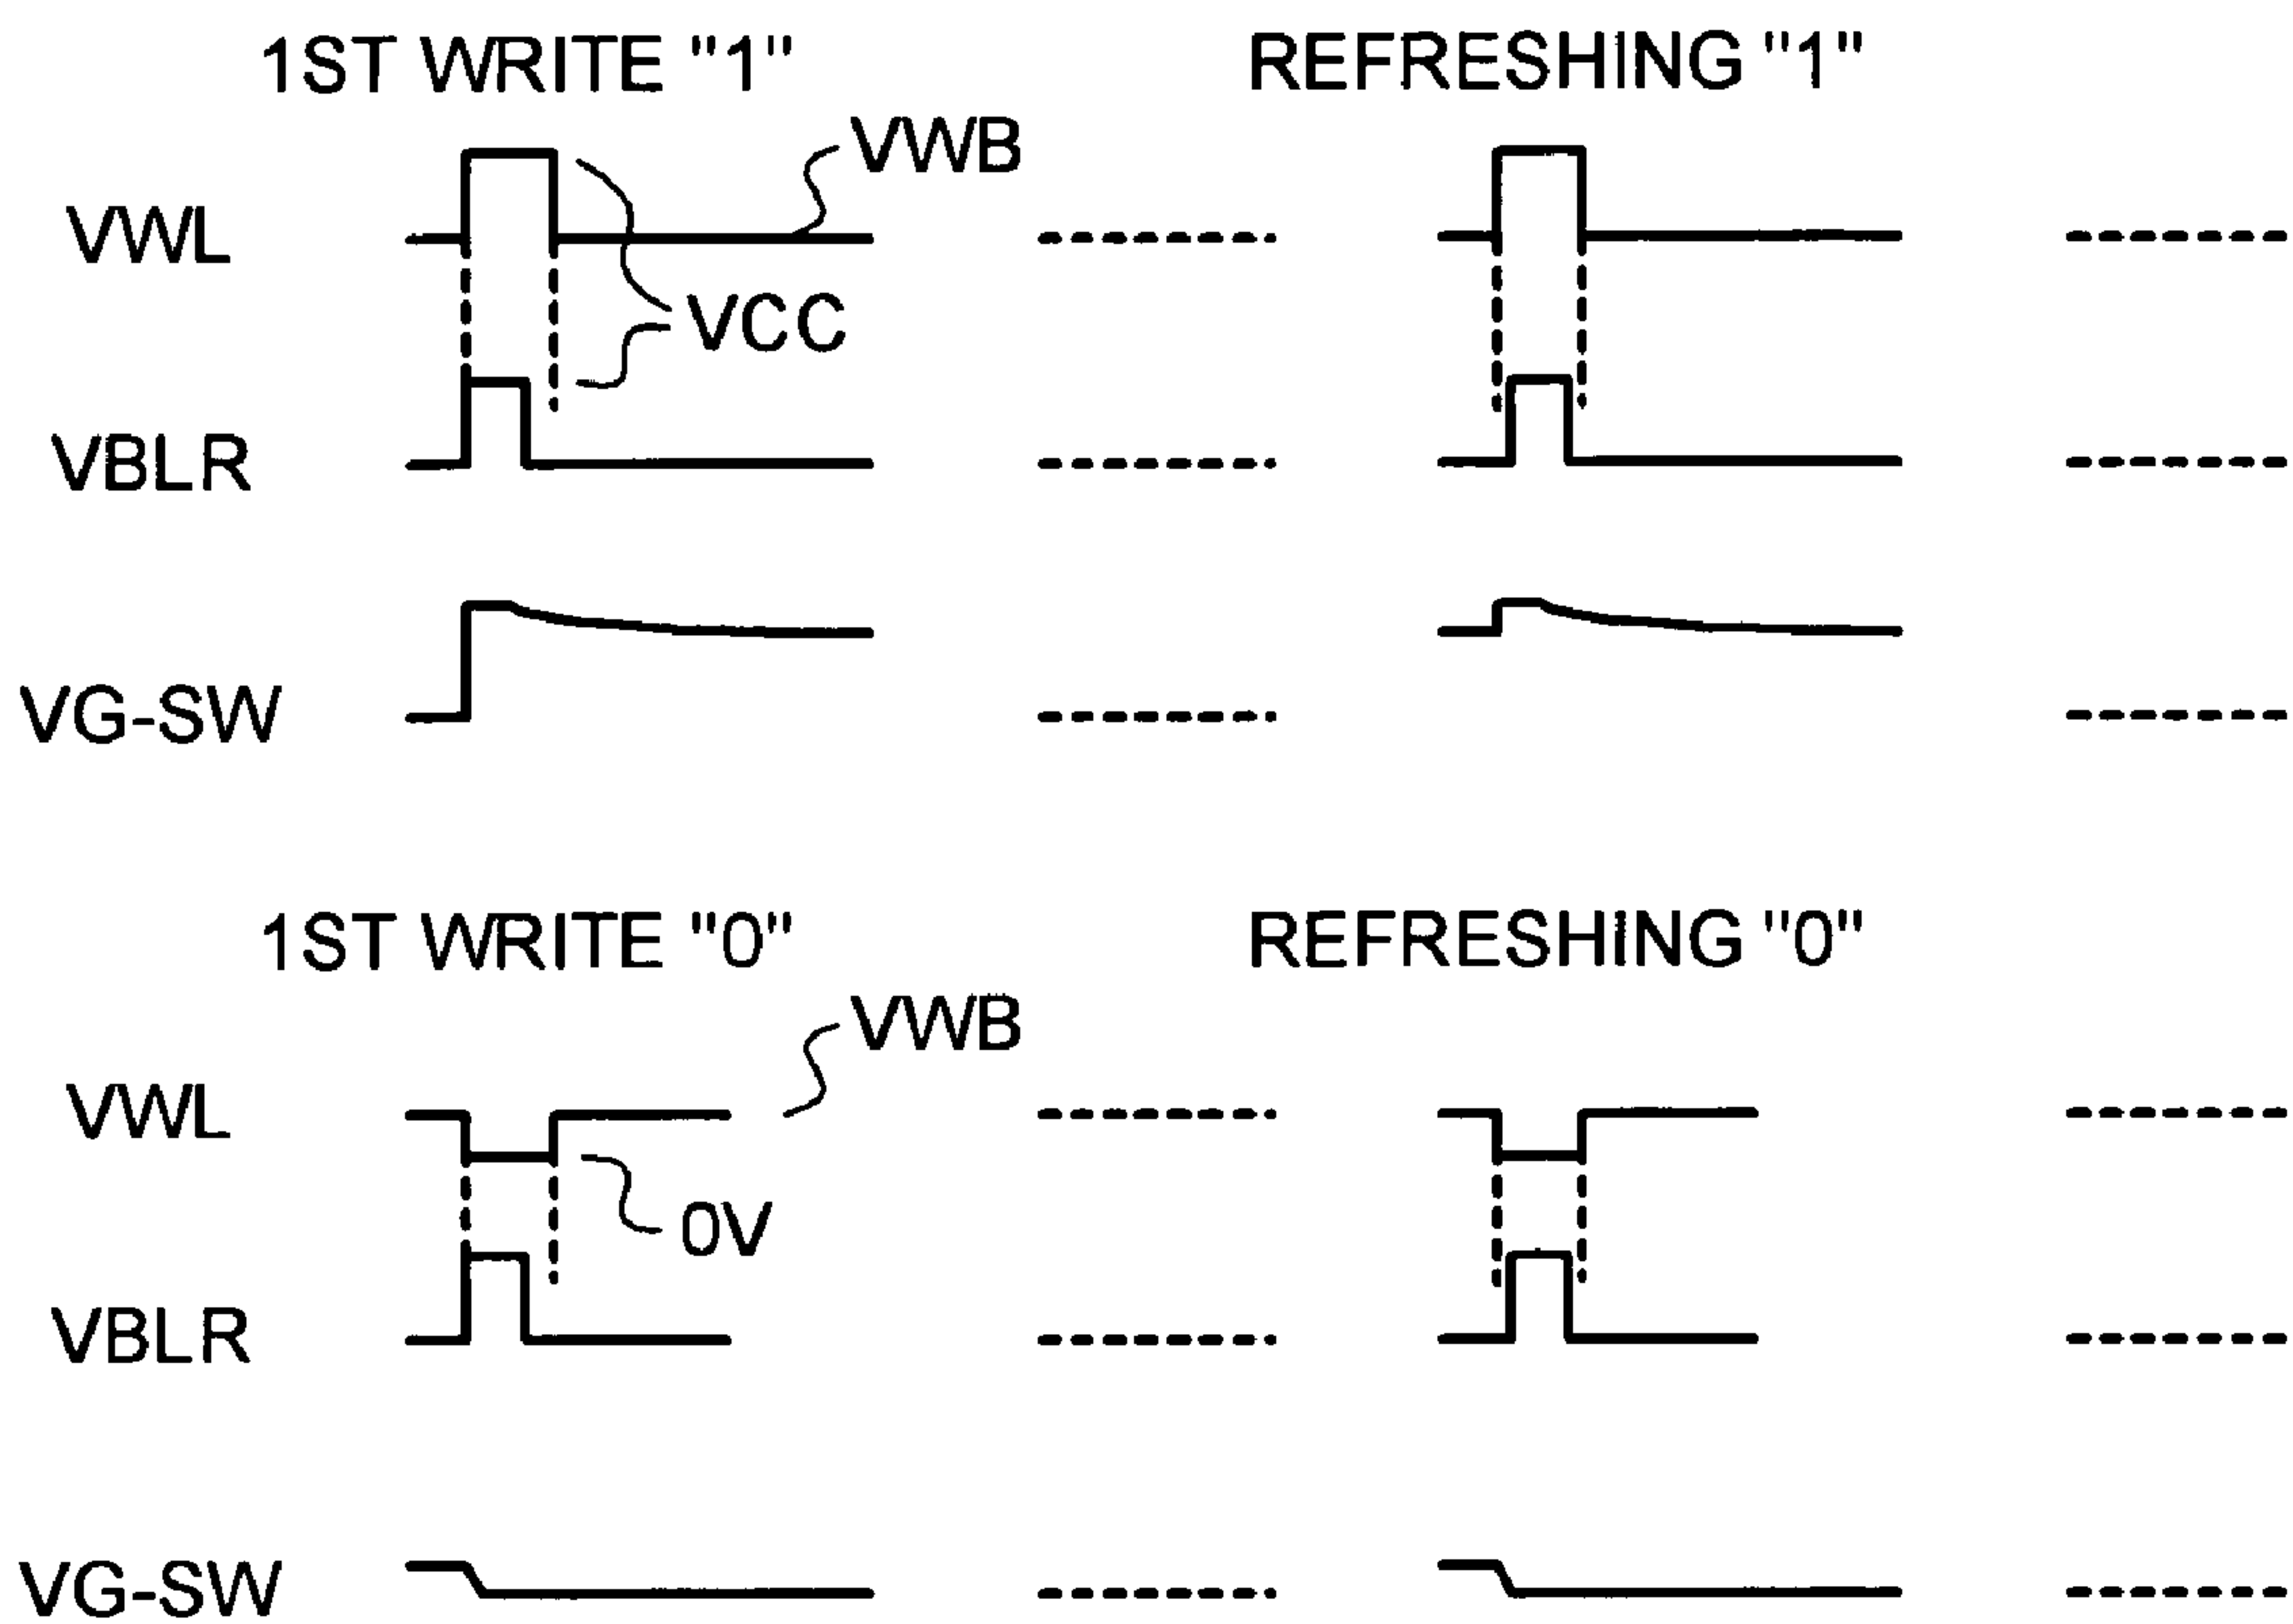 1ST WRITE "1"
REFRESHING "1"
VWB
VWL
VCC
VBLR
VG-SW
1ST WRITE "0"
REFRESHING "0"
VWB
VWL
0V
VBLR
VG-SW